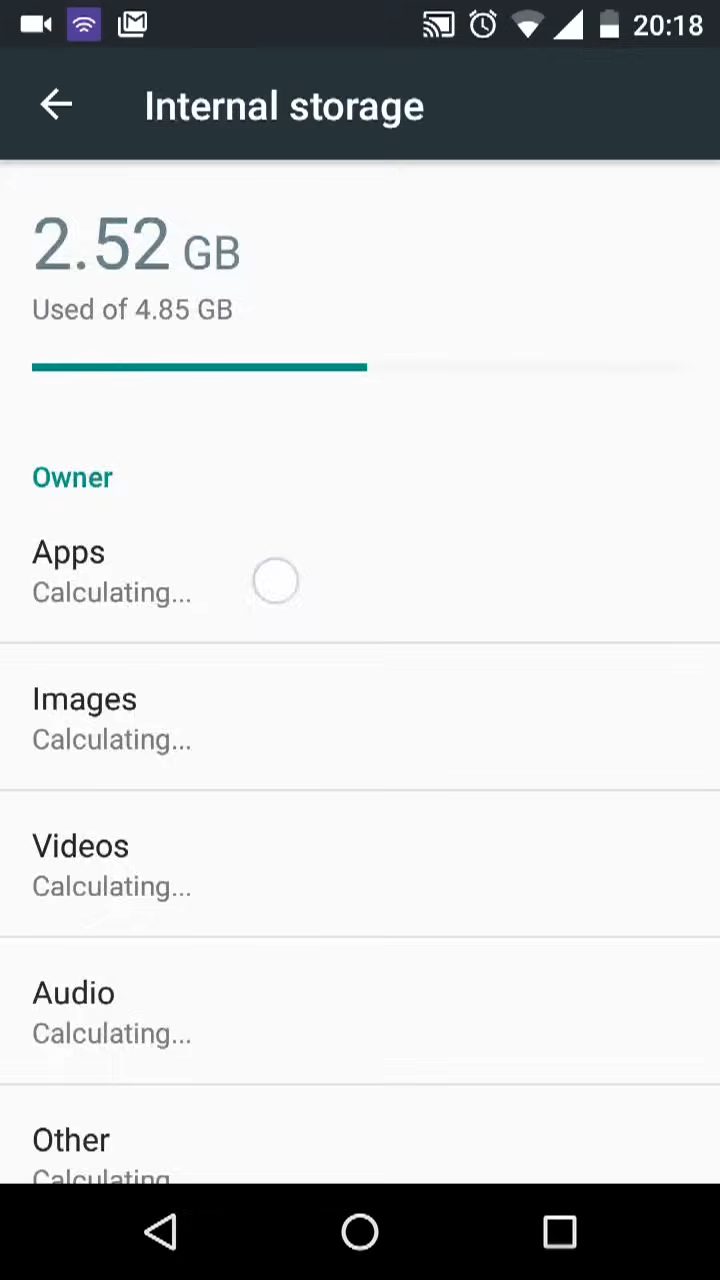 20:18
Internal storage
2.52 GB
Used of 4.85 GB
Owner
Apps
Calculating...
Images
Calculating...
Videos
Calculating...
Audio
Calculating...
Other
Calculating...